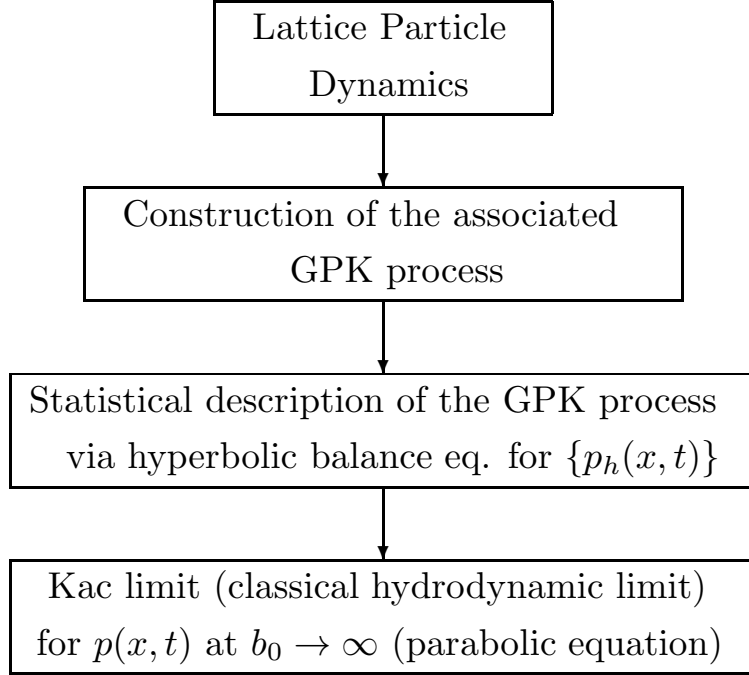 Lattice Particle
Dynamics
Construction of the associated
GPK process
Statistical description of the GPK process
via hyperbolic balance eq. for {p_h(x, t)}
Kac limit (classical hydrodynamic limit)
for p(x, t) at b_0 → ∞ (parabolic equation)